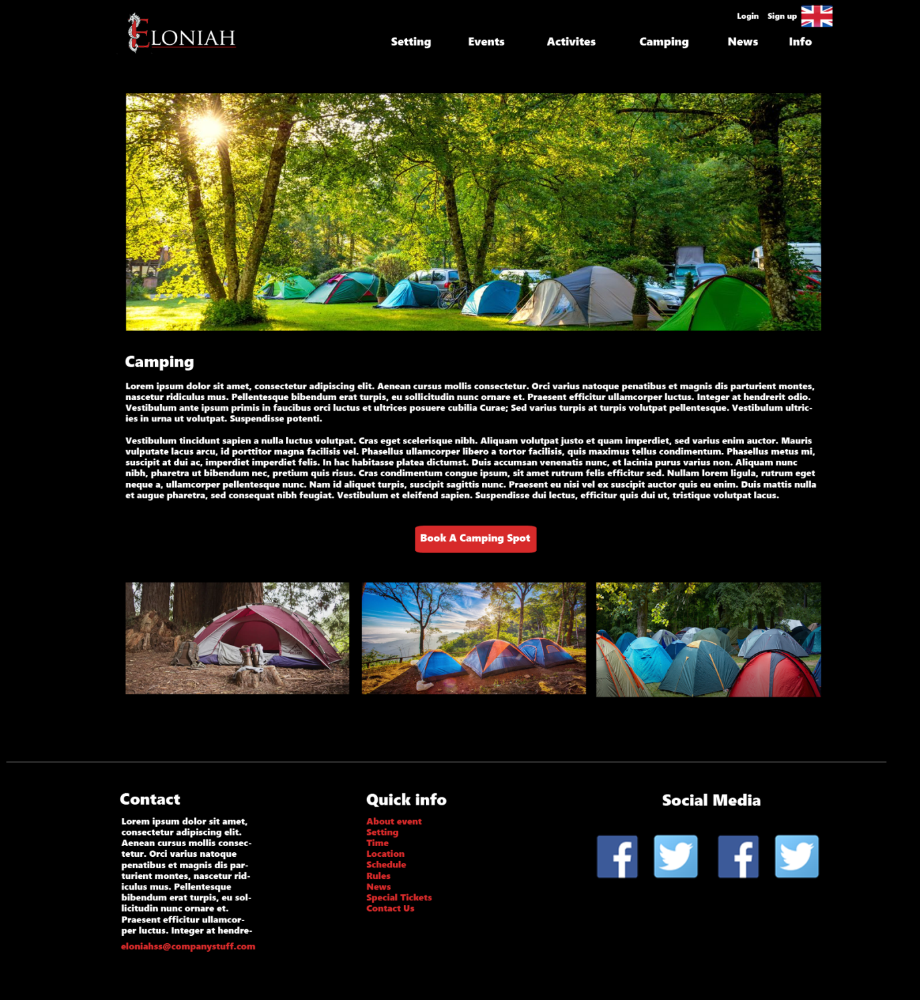 Login Sign up
ELONIAH
Setting Events Activites Camping News Info
Camping
Lorem ipsum dolor sit amet, consectetur adipiscing elit. Aenean cursus mollis consectetur. Orci varius natoque penatibus et magnis dis parturient montes,
nascetur ridiculus mus. Pellentesque bibendum erat turpis, eu sollicitudin nunc ornare et. Praesent efficitur ullamcorper luctus. Integer at hendrerit odio.
Vestibulum ante ipsum primis in faucibus orci luctus et ultrices posuere cubilia Curae; Sed varius turpis at turpis volutpat pellentesque. Vestibulum ultric-
ies in urna ut volutpat. Suspendisse potenti.
Vestibulum tincidunt sapien a nulla luctus volutpat. Cras eget scelerisque nibh. Aliquam volutpat justo et quam imperdiet, sed varius enim auctor. Mauris
vulputate lacus arcu, id porttitor magna facilisis vel. Phasellus ullamcorper libero a tortor facilisis, quis maximus tellus condimentum. Phasellus metus mi,
suscipit at dui ac, imperdiet imperdiet felis. In hac habitasse platea dictumst. Duis accumsan venenatis nunc, et lacinia purus varius non. Aliquam nunc
nibh, pharetra ut bibendum nec, pretium quis risus. Cras condimentum congue ipsum, sit amet rutrum felis efficitur sed. Nullam lorem ligula, rutrum eget
neque a, ullamcorper pellentesque nunc. Nam id aliquet turpis, suscipit sagittis nunc. Praesent eu nisi vel ex suscipit auctor quis eu enim. Duis mattis nulla
et augue pharetra, sed consequat nibh feugiat. Vestibulum et eleifend sapien. Suspendisse dui lectus, efficitur quis dui ut, tristique volutpat lacus.
Book A Camping Spot
Contact
Lorem ipsum dolor sit amet,
consectetur adipiscing elit.
Aenean cursus mollis consec-
tetur. Orci varius natoque
penatibus et magnis dis par-
turient montes, nascetur rid-
iculus mus. Pellentesque
bibendum erat turpis, eu sol-
licitudin nunc ornare et.
Praesent efficitur ullamcor-
per luctus. Integer at hendre-
eloniahss@companystuff.com
Quick info
About event
Setting
Time
Location
Schedule
Rules
News
Special Tickets
Contact Us
Social Media